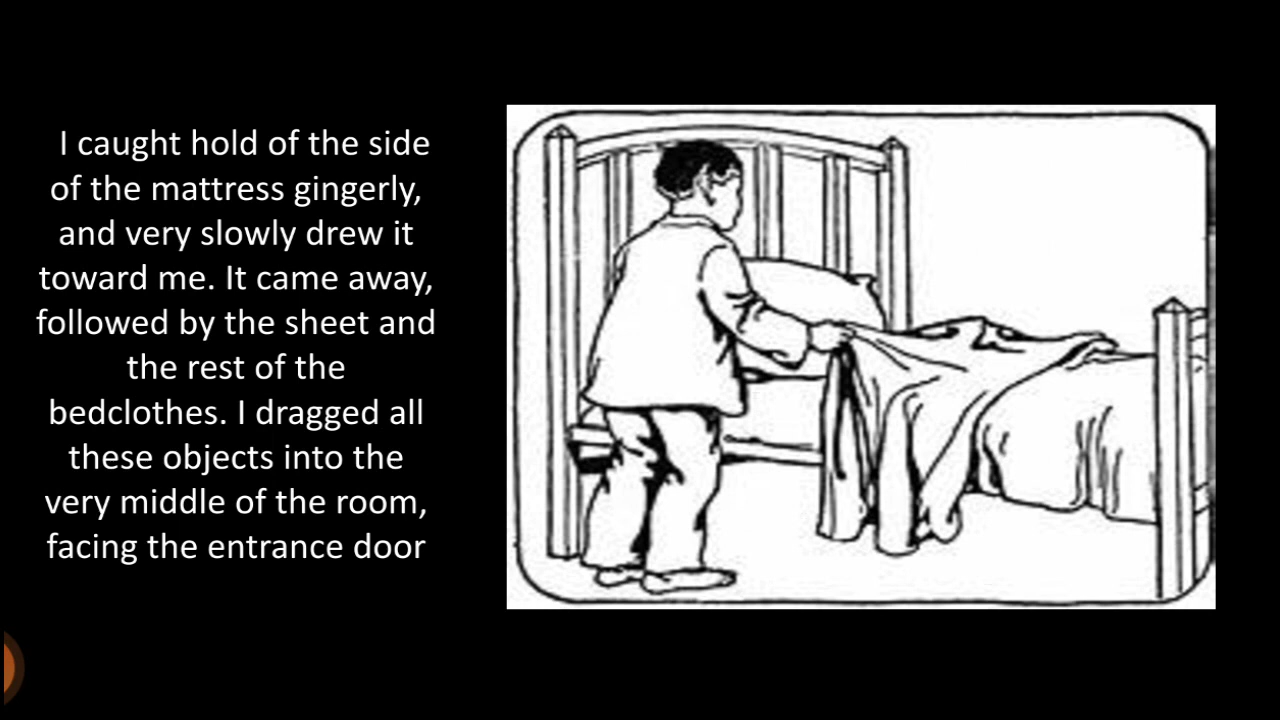 I caught hold of the side
of the mattress gingerly,
and very slowly drew it
toward me. It came away,
followed by the sheet and
the rest of the
bedclothes. I dragged all
these objects into the
very middle of the room,
facing the entrance door